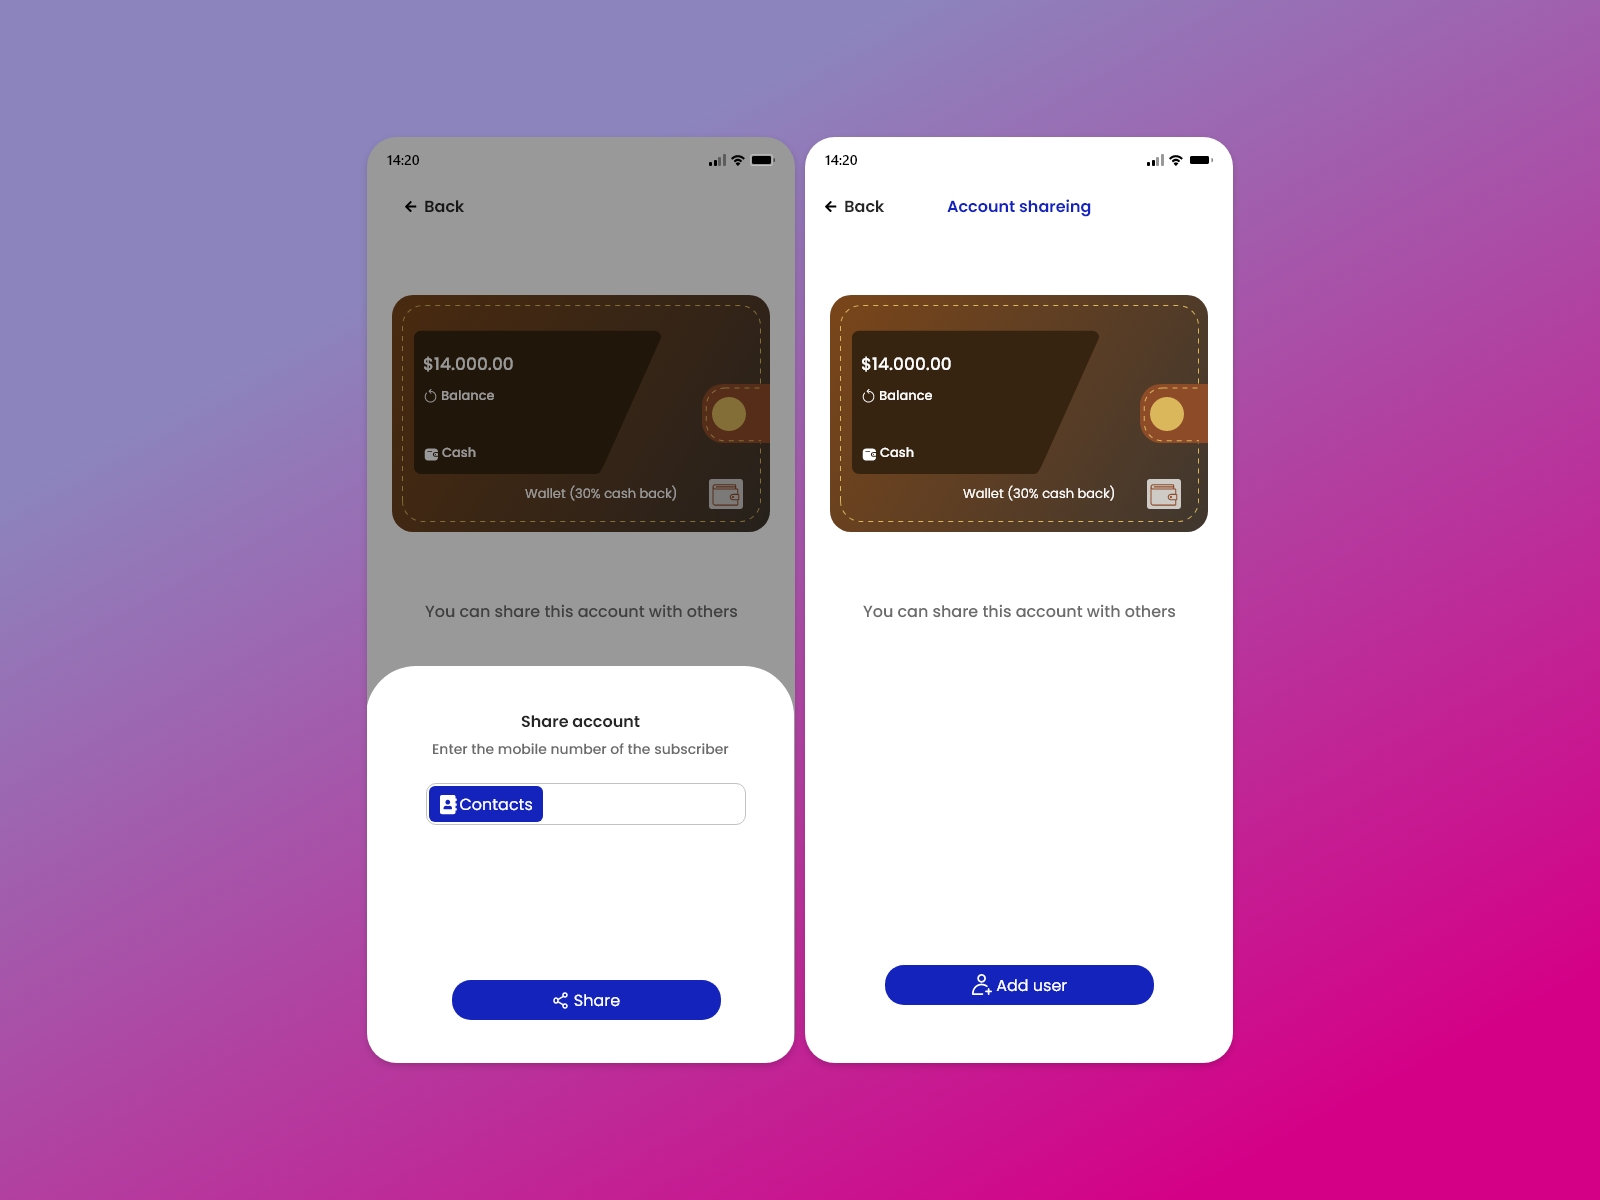 14:20
Back
$14.000.00
Balance
Cash
Wallet (30% cash back)
You can share this account with others
Share account
Enter the mobile number of the subscriber
Contacts
Share
14:20
Back
Account shareing
$14.000.00
Balance
Cash
Wallet (30% cash back)
You can share this account with others
Add user